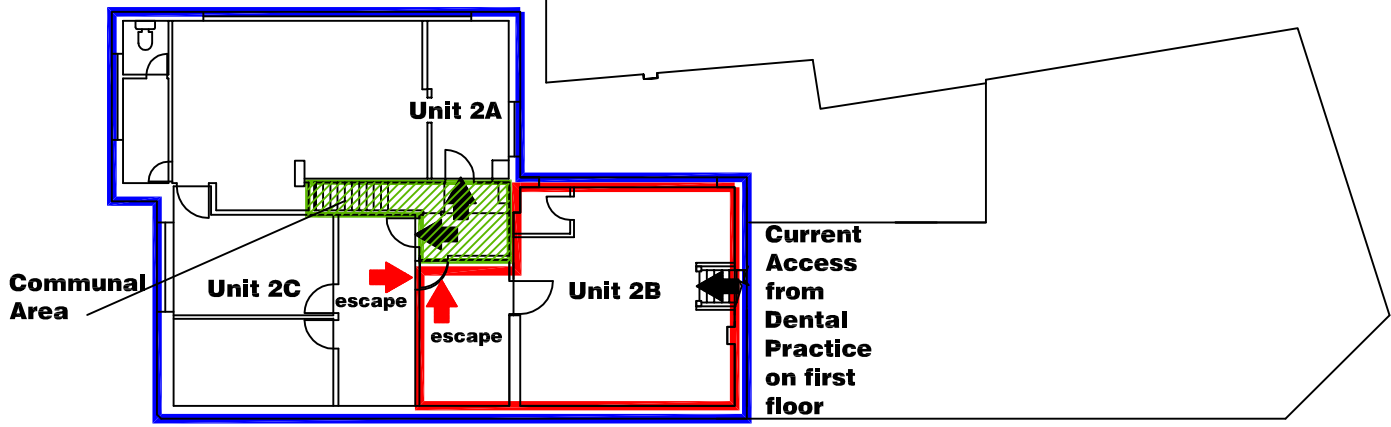 Unit 2A
Communal
Area
Unit 2C
escape
escape
Unit 2B
Current
Access
from
Dental
Practice
on first
floor